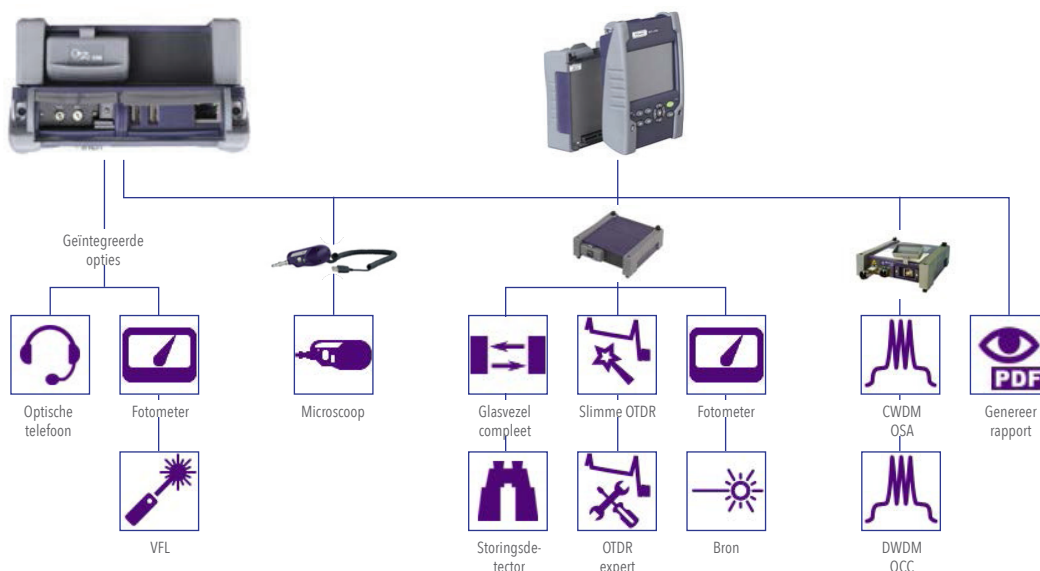 Geïntegreerde
opties
PDF
Optische
telefoon
Fotometer
Microscoop
Glasvezel
compleet
Slimme OTDR
Fotometer
CWDM
OSA
Genereer
rapport
VFL
Storingsde-
tector
OTDR
expert
Bron
DWDM
OCC